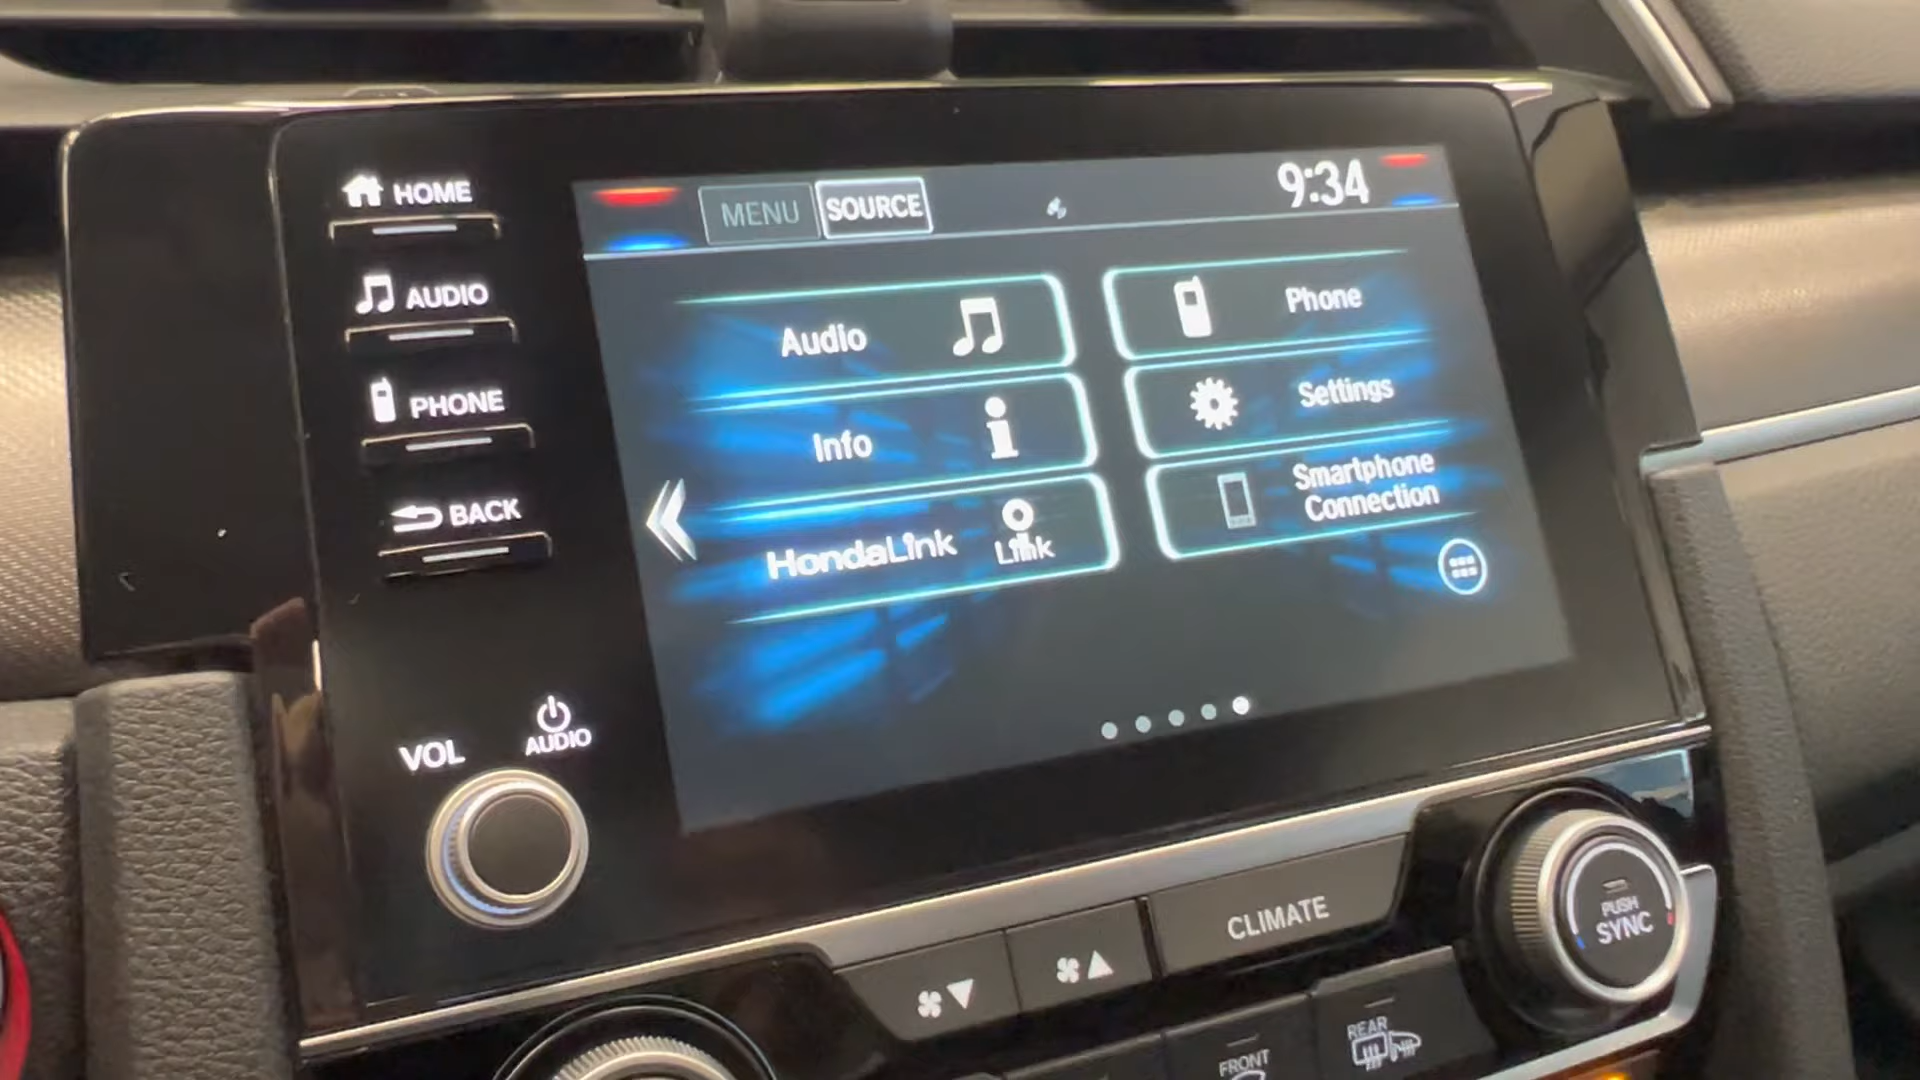 HOME
AUDIO
PHONE
BACK
VOL
AUDIO
MENU
SOURCE
9:34
Audio
Phone
Info
Settings
HondaLink
Link
Smartphone
Connection
CLIMATE
PUSH
SYNC
FRONT
REAR